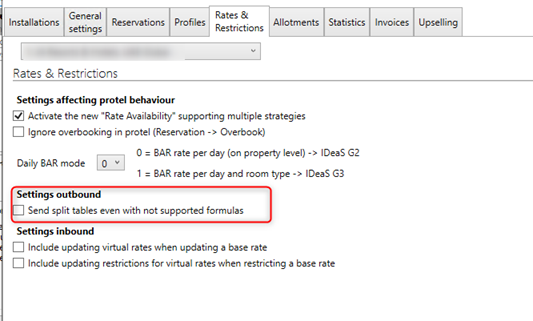 Installations
General settings
Reservations
Profiles
Rates & Restrictions
Allotments
Statistics
Invoices
Upselling
Rates & Restrictions
Settings affecting protel behaviour
Activate the new "Rate Availability" supporting multiple strategies
Ignore overbooking in protel (Reservation -> Overbook)
Daily BAR mode 0 0 = BAR rate per day (on property level) -> IDeaS G2
1 = BAR rate per day and room type -> IDeaS G3
Settings outbound
Send split tables even with not supported formulas
Settings inbound
Include updating virtual rates when updating a base rate
Include updating restrictions for virtual rates when restricting a base rate